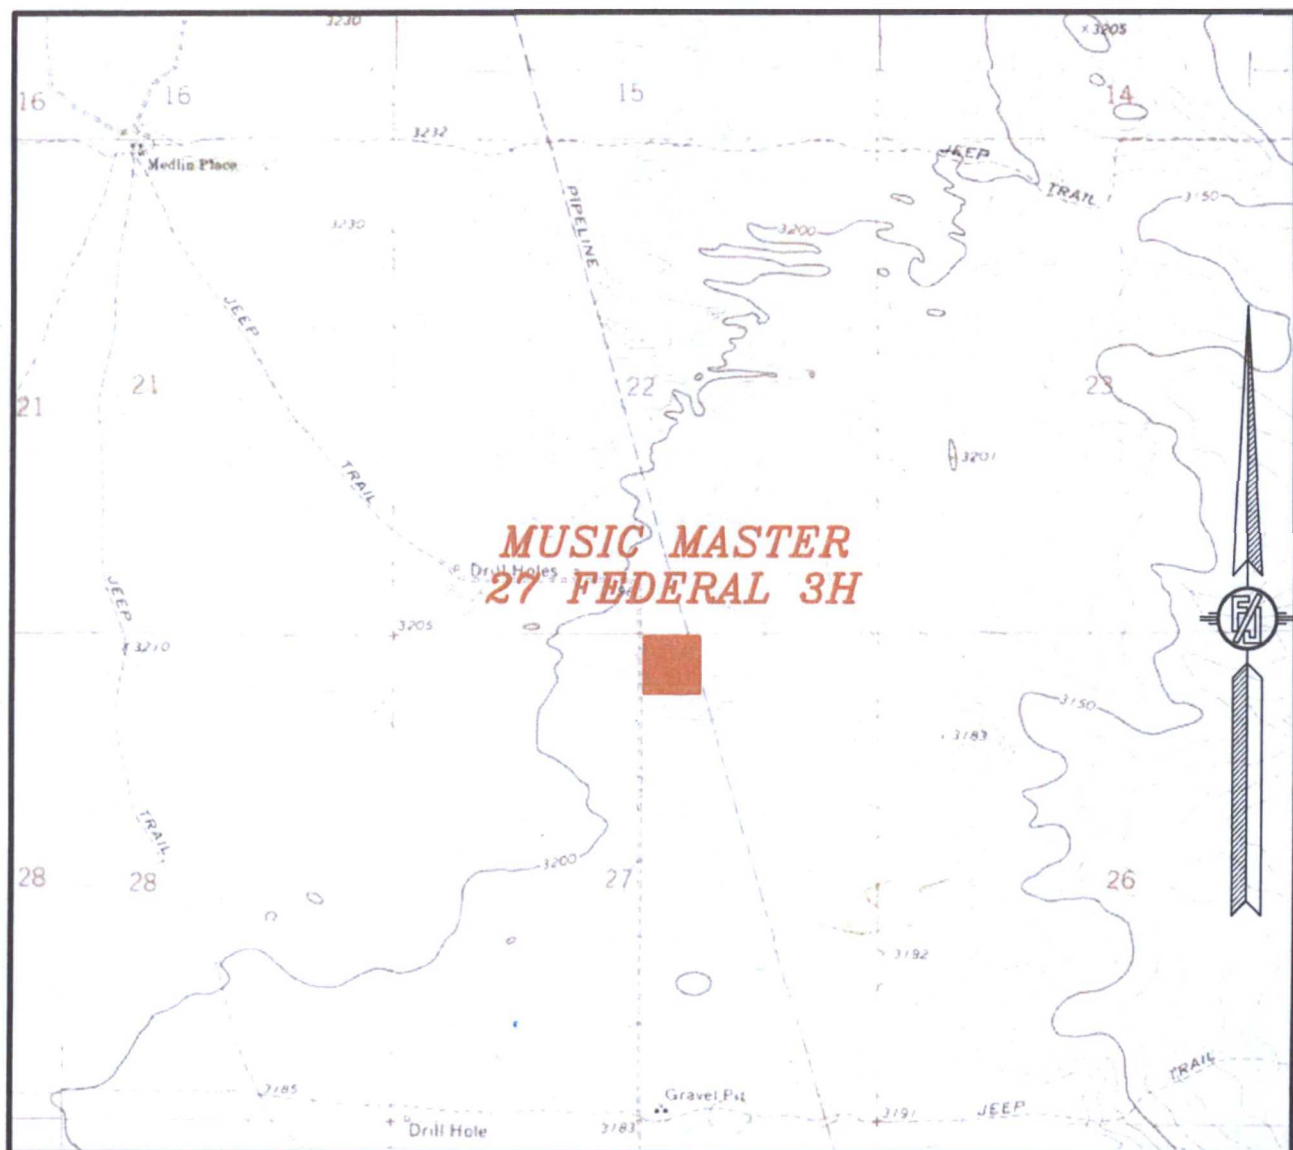 3230
×3205
16
16
15
14
3232
Medlin Place
JEEP
TRAIL
3150
PIPELINE
3230
3200
JEEP
21
21
22
23
3201
TRAIL
MUSIC MASTER
Drill Holes
27 FEDERAL 3H
JEEP
3205
3210
3150
3183
TRAIL
3200
28
28
27
26
3192
TRAIL
3185
Gravel Pit
3191
JEEP
Drill Hole
3183